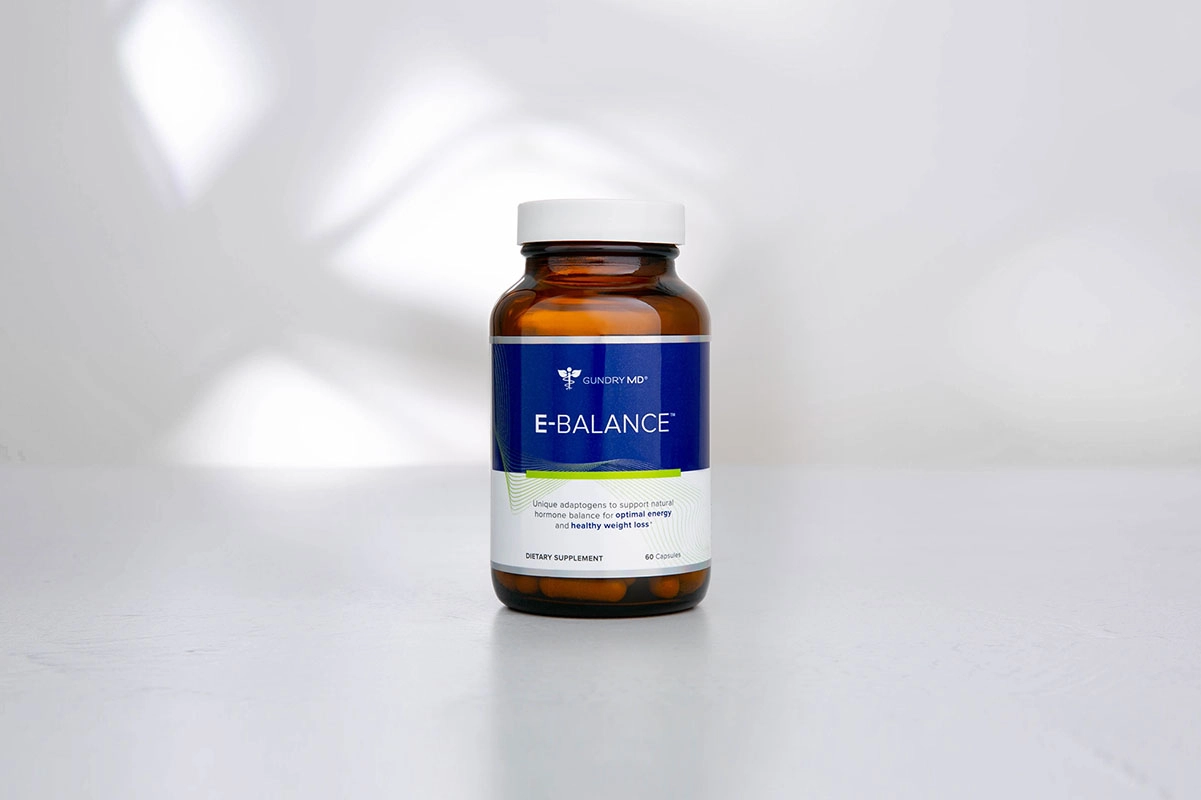 GUNDRY MD®
E-BALANCE™
Unique adaptogens to support natural
hormone balance for optimal energy
and healthy weight loss*
DIETARY SUPPLEMENT
60 Capsules